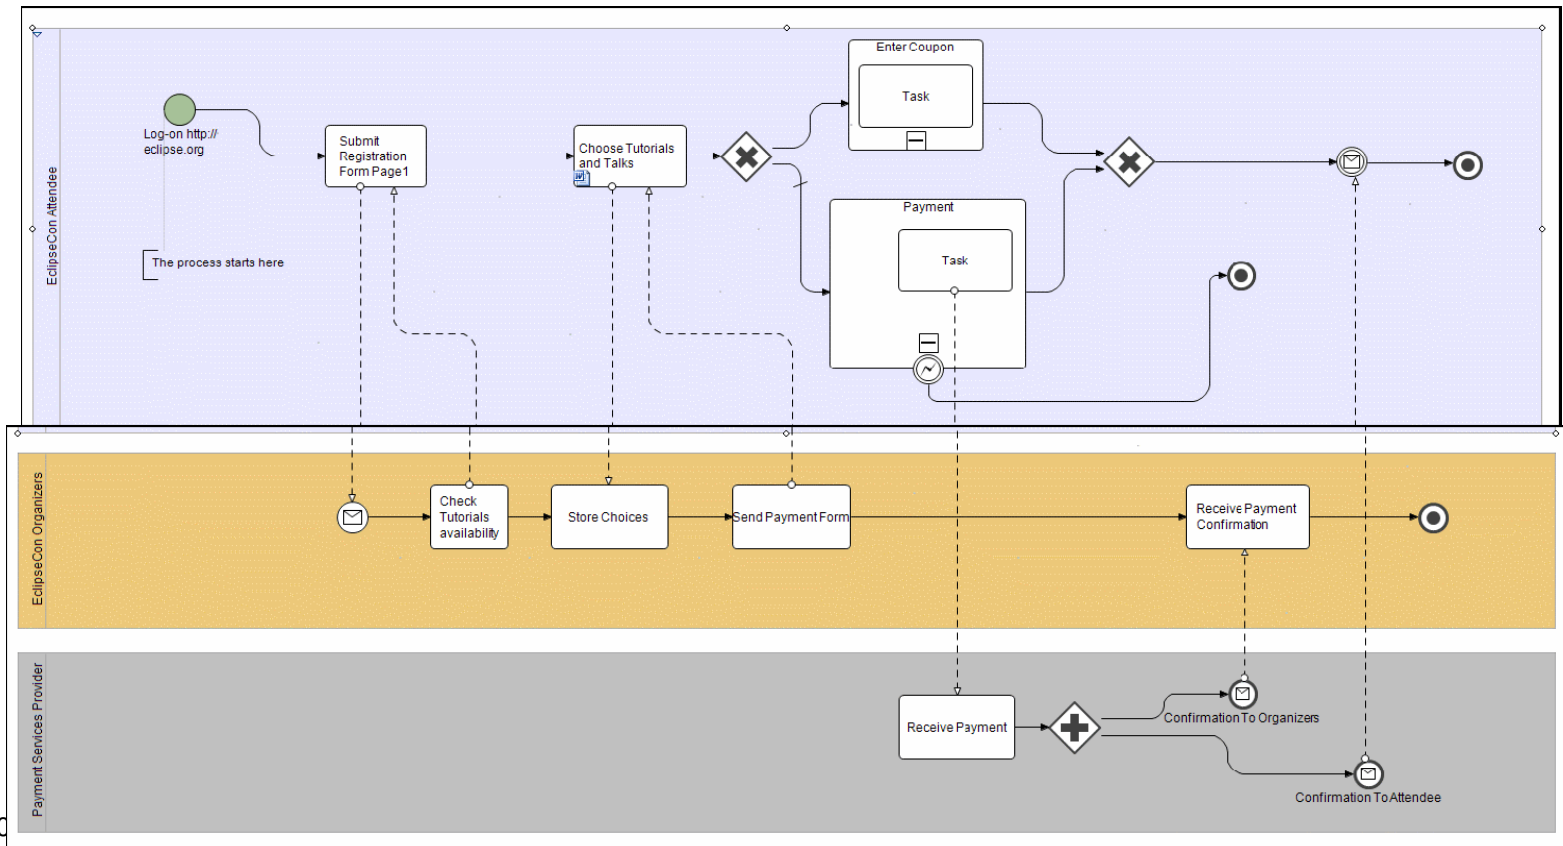 EclipseCon Attendee
Log-on http://
eclipse.org
The process starts here
Submit
Registration
Form Page1
Choose Tutorials
and Talks
Enter Coupon
Task
Payment
Task
EclipseCon Organizers
Check
Tutorials
availability
Store Choices
Send Payment Form
Receive Payment
Confirmation
Payment Services Provider
Receive Payment
Confirmation To Organizers
Confirmation To Attendee